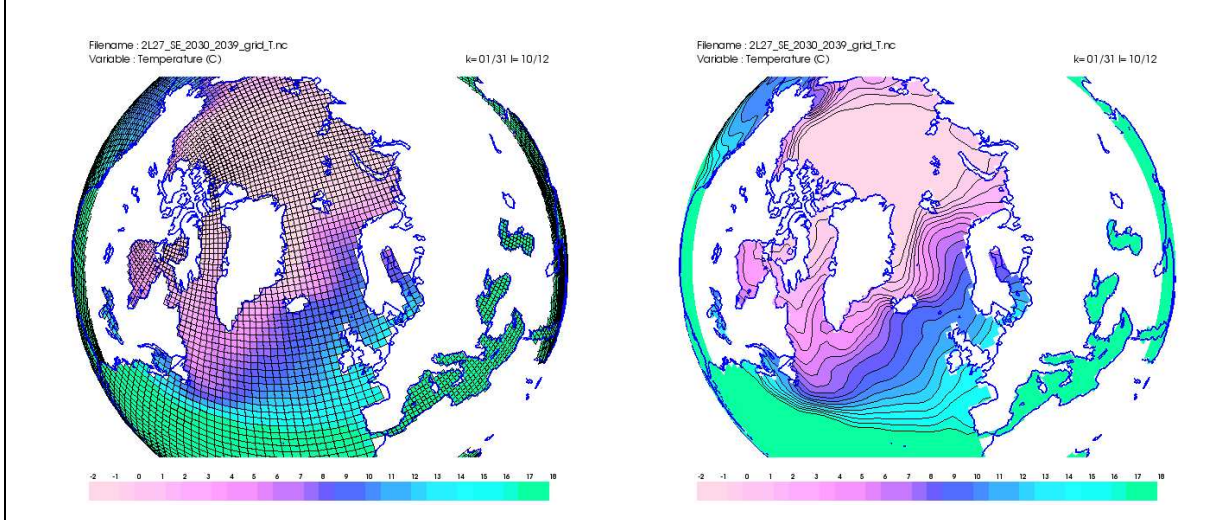 Filename : 2L27_SE_2030_2039_grid_T.nc
Variable : Temperature (C) k= 01/31 l= 10/12
-2 -1 0 1 2 3 4 5 6 7 8 9 10 11 12 13 14 15 16 17 18
Filename : 2L27_SE_2030_2039_grid_T.nc
Variable : Temperature (C) k= 01/31 l= 10/12
-2 -1 0 1 2 3 4 5 6 7 8 9 10 11 12 13 14 15 16 17 18